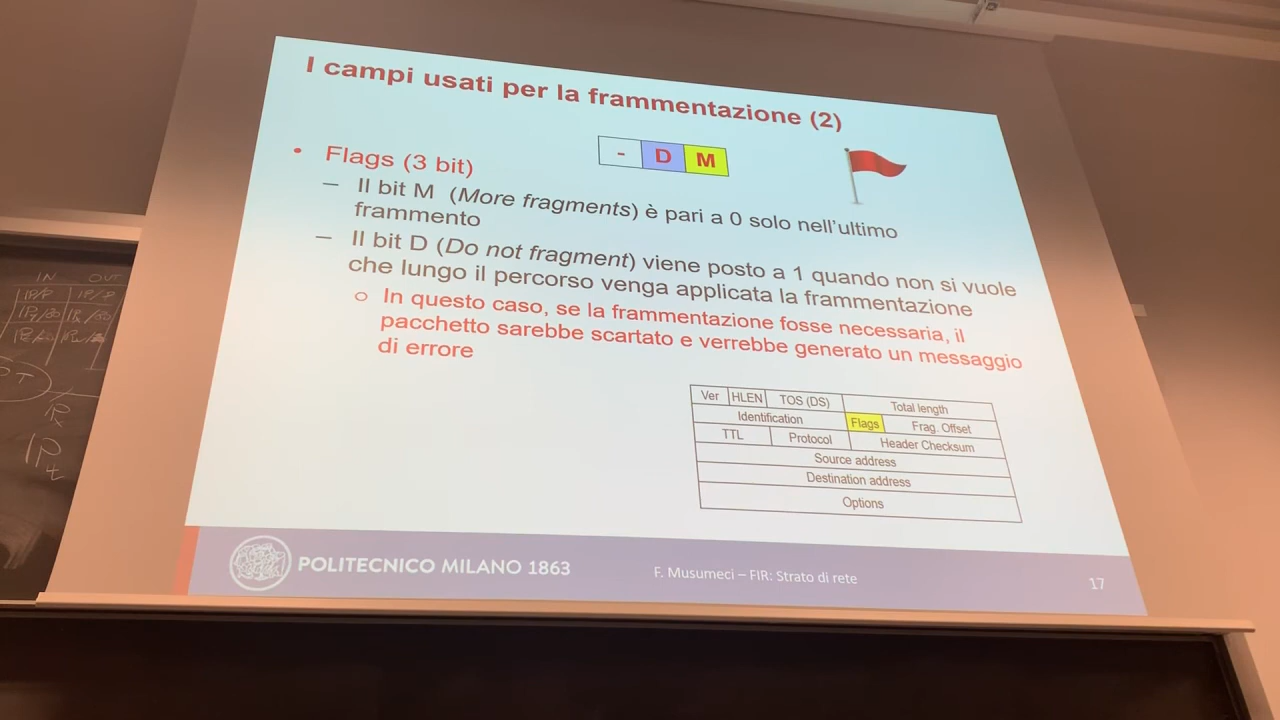 I campi usati per la frammentazione (2)
- D M
• Flags (3 bit)
– Il bit M (More fragments) è pari a 0 solo nell'ultimo
frammento
– Il bit D (Do not fragment) viene posto a 1 quando non si vuole
che lungo il percorso venga applicata la frammentazione
o In questo caso, se la frammentazione fosse necessaria, il
pacchetto sarebbe scartato e verrebbe generato un messaggio
di errore
Ver HLEN TOS (DS) Total length
Identification Flags Frag. Offset
TTL Protocol Header Checksum
Source address
Destination address
Options
POLITECNICO MILANO 1863
F. Musumeci – FIR: Strato di rete
17
IN OUT